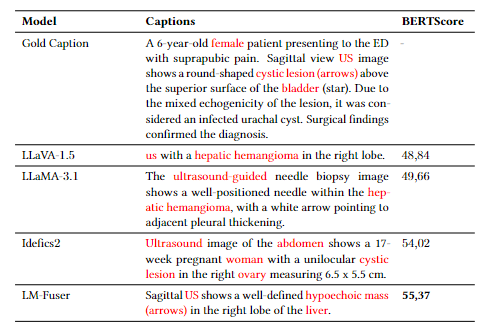 Model Captions BERTScore
Gold Caption A 6-year-old female patient presenting to the ED -
with suprapubic pain. Sagittal view US image
shows a round-shaped cystic lesion (arrows) above
the superior surface of the bladder (star). Due to
the mixed echogenicity of the lesion, it was con-
sidered an infected urachal cyst. Surgical findings
confirmed the diagnosis.
LLaVA-1.5 us with a hepatic hemangioma in the right lobe. 48,84
LLaMA-3.1 The ultrasound-guided needle biopsy image 49,66
shows a well-positioned needle within the hep-
atic hemangioma, with a white arrow pointing to
adjacent pleural thickening.
Idefics2 Ultrasound image of the abdomen shows a 17- 54,02
week pregnant woman with a unilocular cystic
lesion in the right ovary measuring 6.5 x 5.5 cm.
LM-Fuser Sagittal US shows a well-defined hypoechoic mass 55,37
(arrows) in the right lobe of the liver.